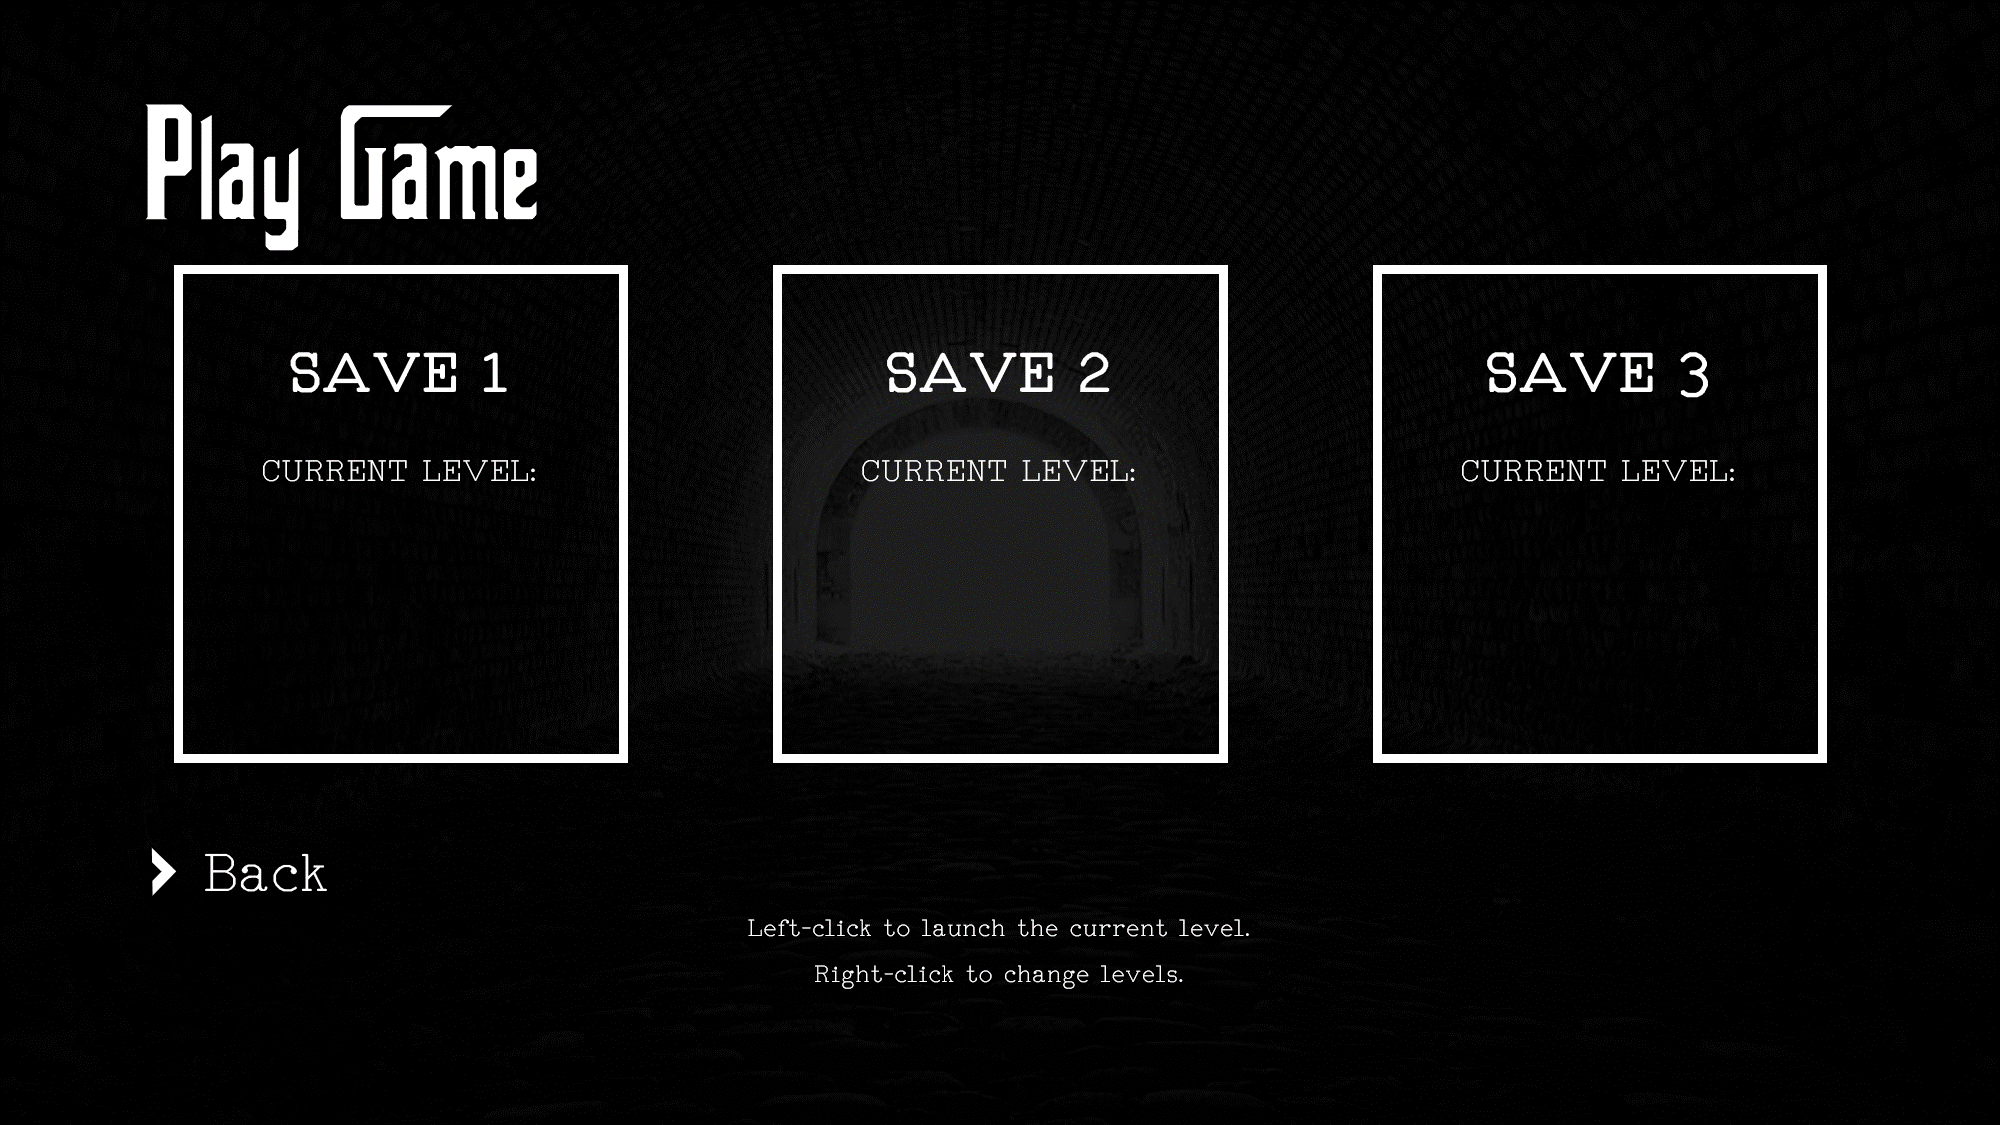 Play Game
SAVE 1
CURRENT LEVEL:
SAVE 2
CURRENT LEVEL:
SAVE 3
CURRENT LEVEL:
Back
Left-click to launch the current level.
Right-click to change levels.